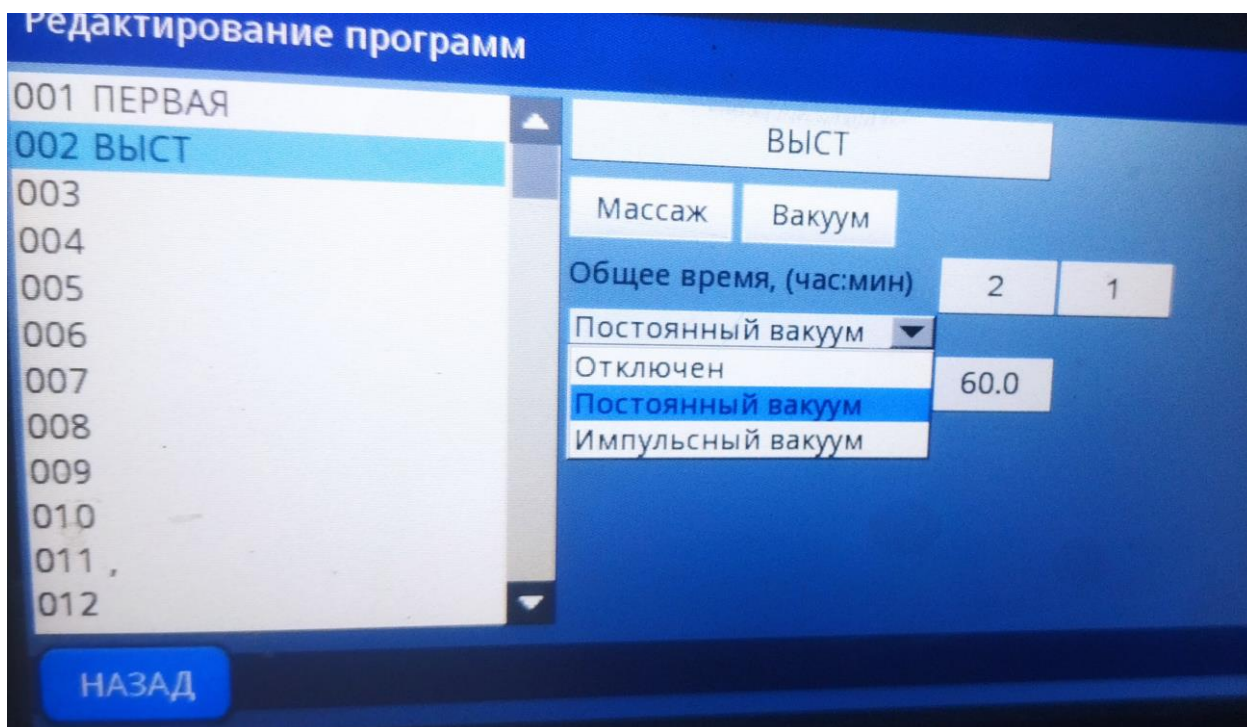 Редактирование программ
001 ПЕРВАЯ
002 ВЫСТ
003
004
005
006
007
008
009
010
011 ,
012
ВЫСТ
Массаж Вакуум
Общее время, (час:мин) 2 1
Постоянный вакуум
Отключен
Постоянный вакуум 60.0
Импульсный вакуум
НАЗАД